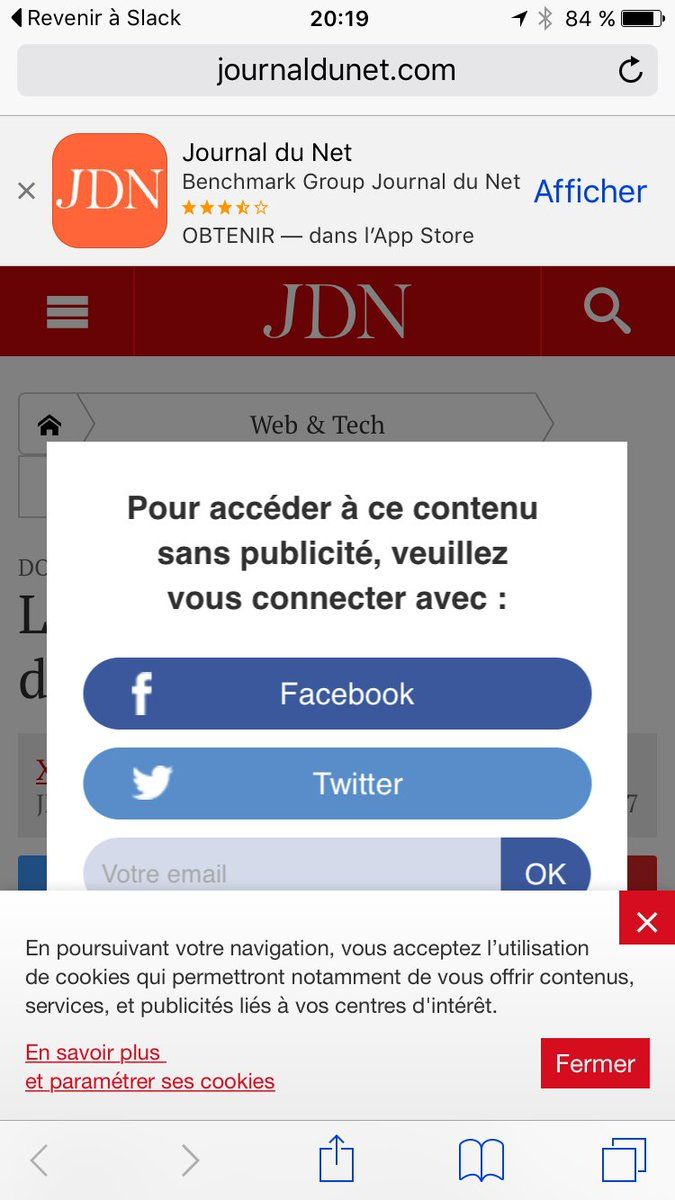 Revenir à Slack 20:19 84 %
journaldunet.com
JDN
Journal du Net
Benchmark Group Journal du Net
OBTENIR — dans l'App Store
Afficher
JDN
Web & Tech
Pour accéder à ce contenu
sans publicité, veuillez
vous connecter avec :
Facebook
Twitter
Votre email
OK
En poursuivant votre navigation, vous acceptez l'utilisation
de cookies qui permettront notamment de vous offrir contenus,
services, et publicités liés à vos centres d'intérêt.
En savoir plus
et paramétrer ses cookies
Fermer